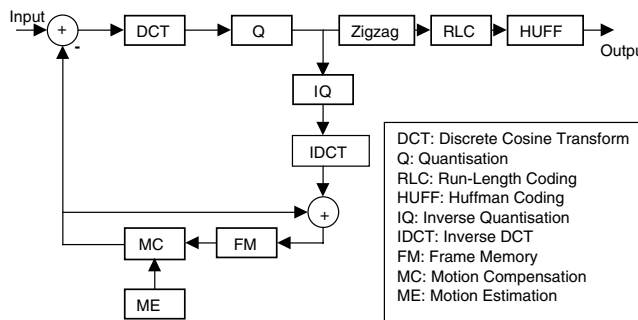 Input
+
-
DCT
Q
Zigzag
RLC
HUFF
Output
IQ
IDCT
+
MC
FM
ME
DCT: Discrete Cosine Transform
Q: Quantisation
RLC: Run-Length Coding
HUFF: Huffman Coding
IQ: Inverse Quantisation
IDCT: Inverse DCT
FM: Frame Memory
MC: Motion Compensation
ME: Motion Estimation